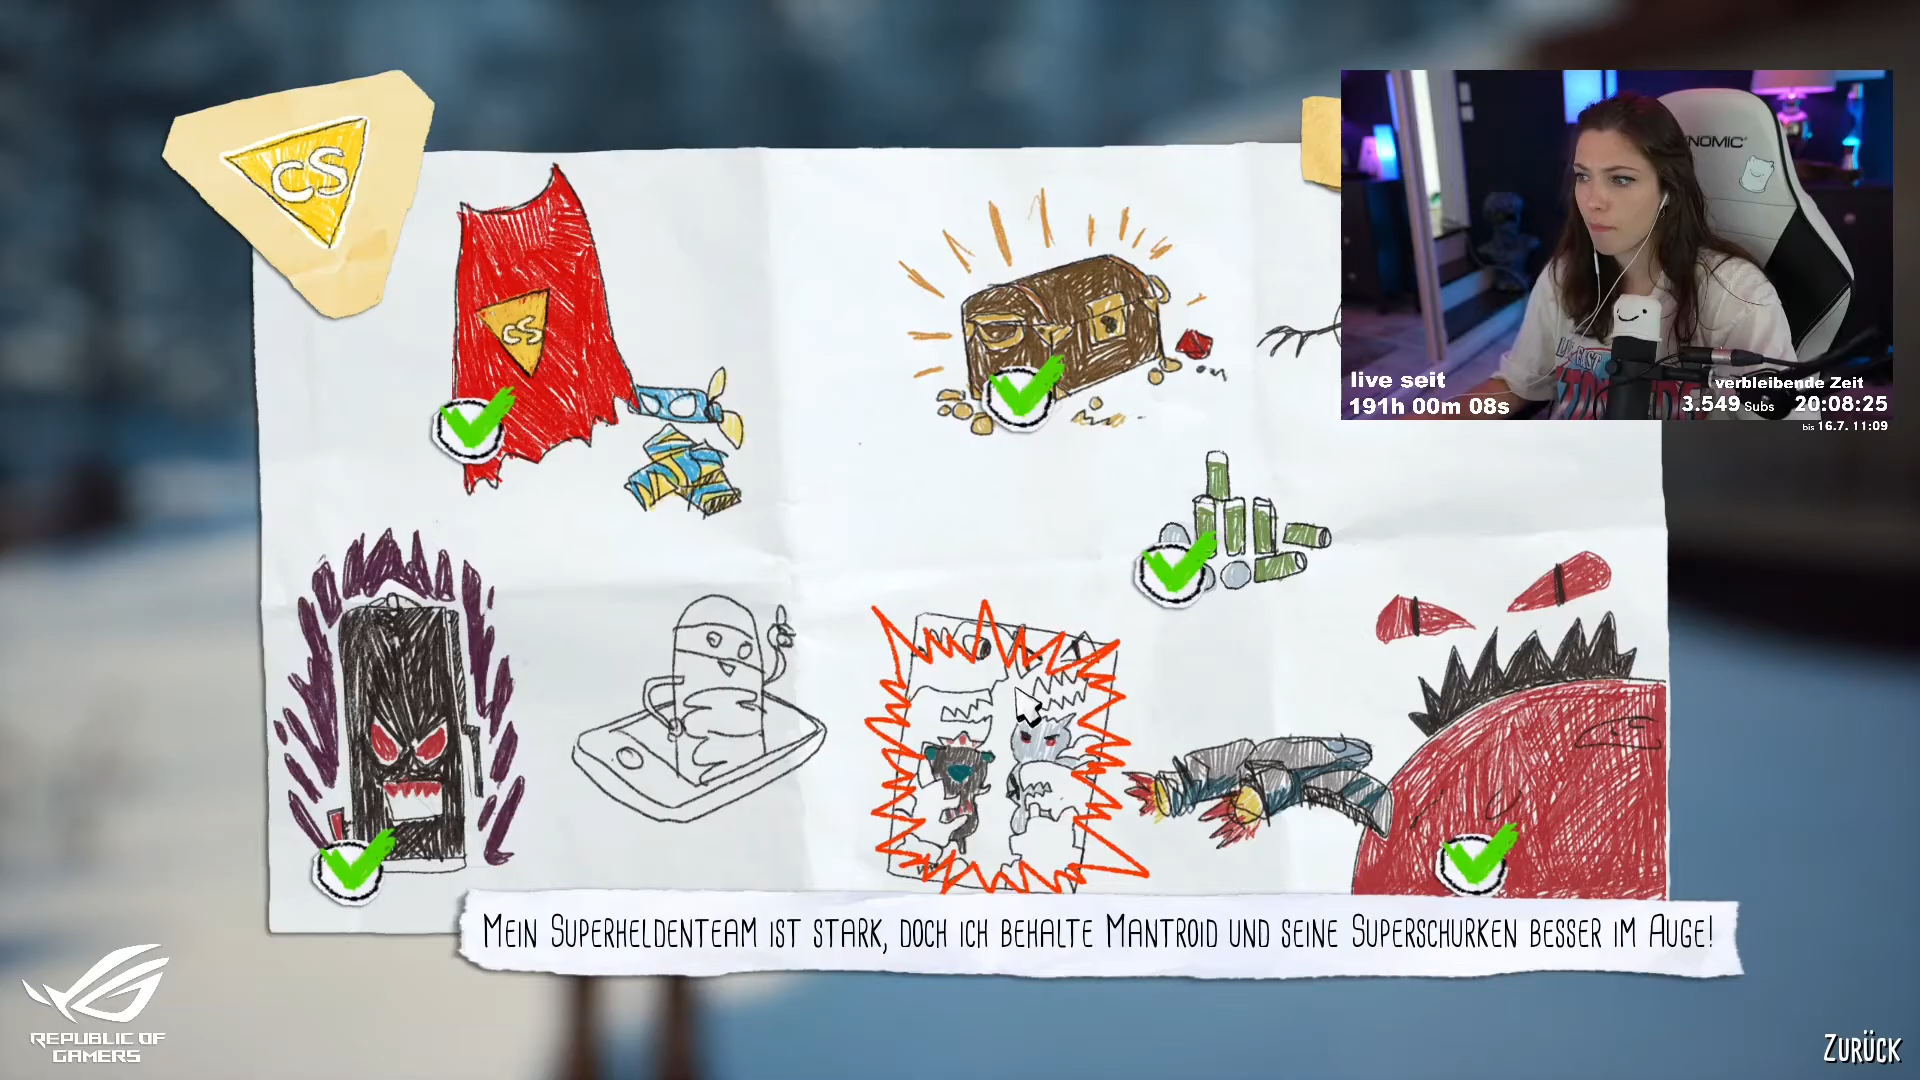 CS
CS
NOMIC
live seit
191h 00m 08s
verbleibende Zeit
3.549 Subs 20:08:25
bis 16.7. 11:09
MEIN SUPERHELDENTEAM IST STARK, DOCH ICH BEHALTE MANTROID UND SEINE SUPERSCHURKEN BESSER IM AUGE!
REPUBLIC OF
GAMERS
ZURÜCK